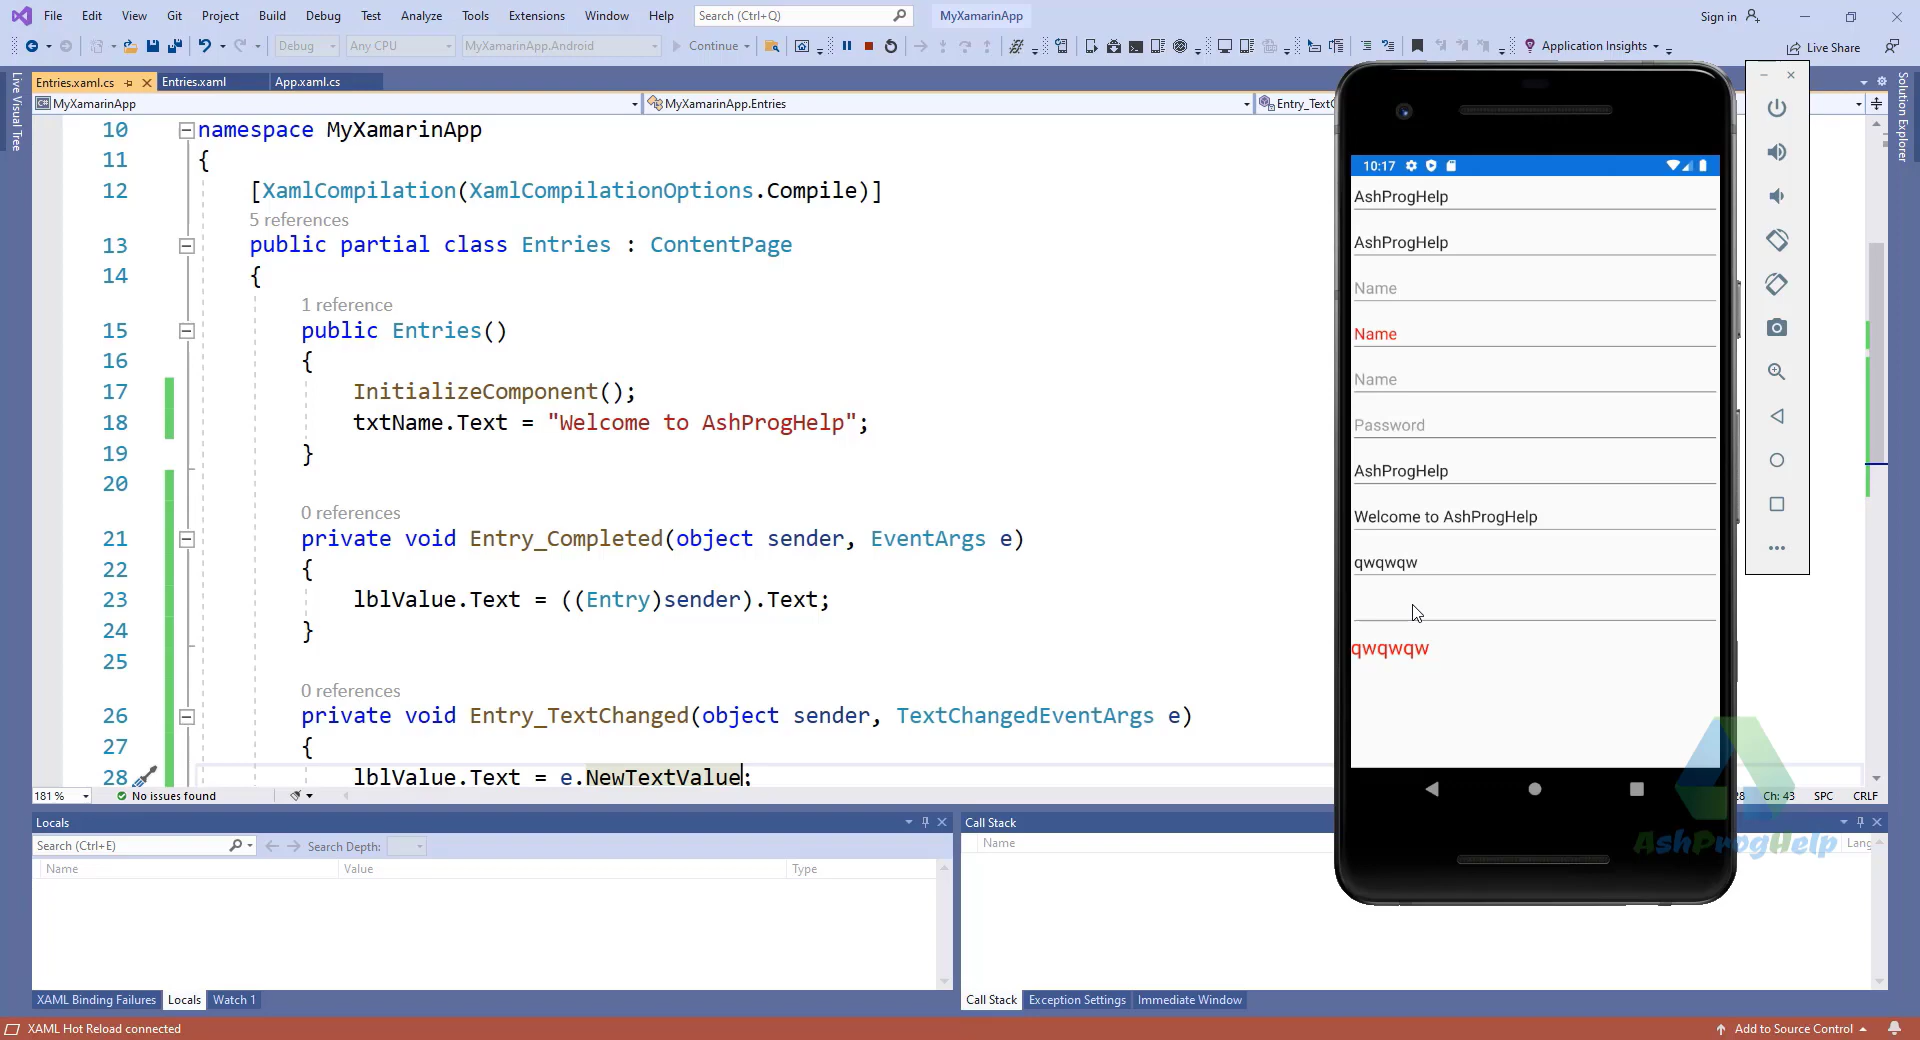 File Edit View Git Project Build Debug Test Analyze Tools Extensions Window Help Search (Ctrl+Q) MyXamarinApp Sign in
Debug Any CPU MyXamarinApp.Android Continue Application Insights Live Share
Entries.xaml.cs Entries.xaml App.xaml.cs
MyXamarinApp MyXamarinApp.Entries Entry_TextC
Live Visual Tree
Solution Explorer
10 namespace MyXamarinApp
11 {
12 [XamlCompilation(XamlCompilationOptions.Compile)]
5 references
13 public partial class Entries : ContentPage
14 {
1 reference
15 public Entries()
16 {
17 InitializeComponent();
18 txtName.Text = "Welcome to AshProgHelp";
19 }
20
0 references
21 private void Entry_Completed(object sender, EventArgs e)
22 {
23 lblValue.Text = ((Entry)sender).Text;
24 }
25
0 references
26 private void Entry_TextChanged(object sender, TextChangedEventArgs e)
27 {
28 lblValue.Text = e.NewTextValue;
181 % No issues found 28 Ch: 43 SPC CRLF
10:17
AshProgHelp
AshProgHelp
Name
Name
Name
Password
AshProgHelp
Welcome to AshProgHelp
qwqwqw
qwqwqw
AshProgHelp
Locals
Search (Ctrl+E) Search Depth:
Name Value Type
XAML Binding Failures Locals Watch 1
Call Stack
Name Lang
Call Stack Exception Settings Immediate Window
XAML Hot Reload connected Add to Source Control